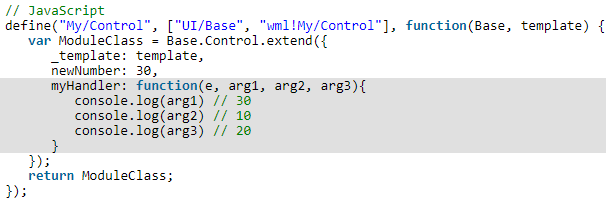 // JavaScript
define("My/Control", ["UI/Base", "wml!My/Control"], function(Base, template) {
   var ModuleClass = Base.Control.extend({
      _template: template,
      newNumber: 30,
      myHandler: function(e, arg1, arg2, arg3){
         console.log(arg1) // 30
         console.log(arg2) // 10
         console.log(arg3) // 20
      }
   });
   return ModuleClass;
});